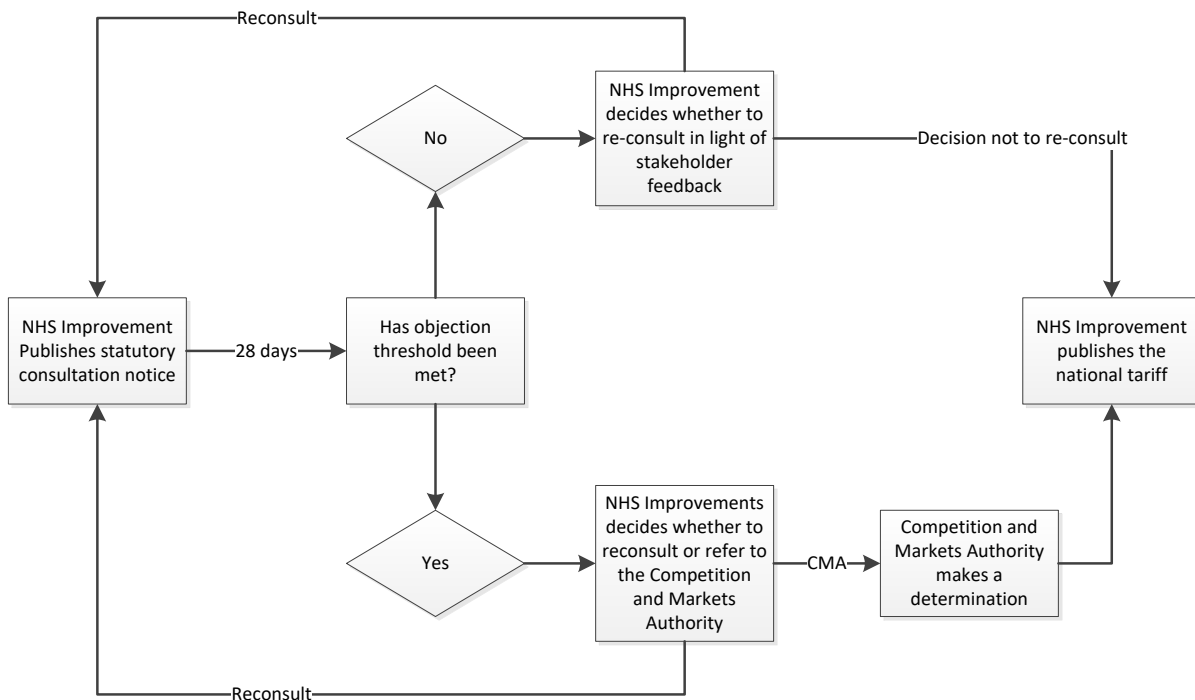 Reconsult
No
NHS Improvement
decides whether to
re-consult in light of
stakeholder
feedback
Decision not to re-consult
NHS Improvement
Publishes statutory
consultation notice
28 days
Has objection
threshold been
met?
NHS Improvement
publishes the
national tariff
Yes
NHS Improvements
decides whether to
reconsult or refer to
the Competition
and Markets
Authority
CMA
Competition and
Markets Authority
makes a
determination
Reconsult